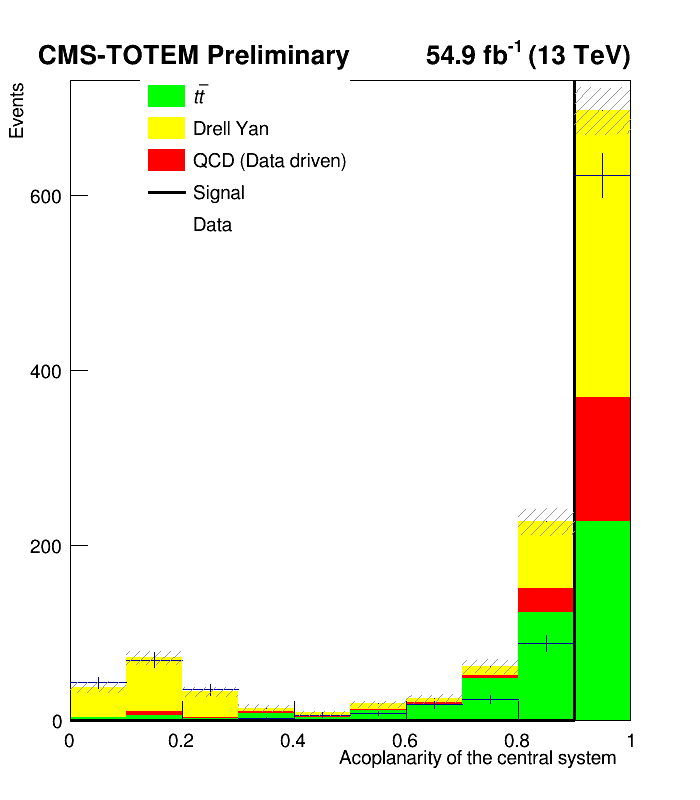 CMS-TOTEM Preliminary 54.9 fb⁻¹ (13 TeV)
Events
tt̅
Drell Yan
QCD (Data driven)
Signal
Data
600
400
200
0
0 0.2 0.4 0.6 0.8 1
Acoplanarity of the central system